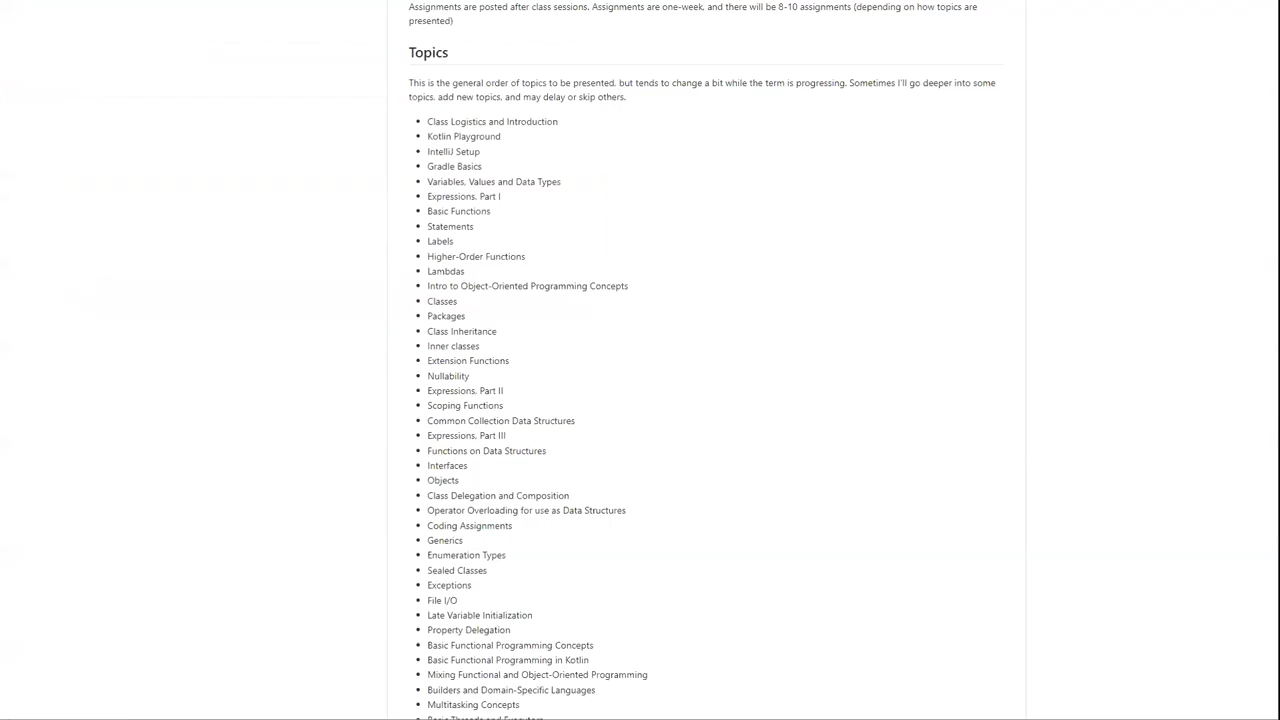 Assignments are posted after class sessions. Assignments are one-week, and there will be 8-10 assignments (depending on how topics are
presented)
Topics
This is the general order of topics to be presented, but tends to change a bit while the term is progressing. Sometimes I'll go deeper into some
topics, add new topics, and may delay or skip others.
Class Logistics and Introduction
Kotlin Playground
IntelliJ Setup
Gradle Basics
Variables, Values and Data Types
Expressions, Part I
Basic Functions
Statements
Labels
Higher-Order Functions
Lambdas
Intro to Object-Oriented Programming Concepts
Classes
Packages
Class Inheritance
Inner classes
Extension Functions
Nullability
Expressions, Part II
Scoping Functions
Common Collection Data Structures
Expressions, Part III
Functions on Data Structures
Interfaces
Objects
Class Delegation and Composition
Operator Overloading for use as Data Structures
Coding Assignments
Generics
Enumeration Types
Sealed Classes
Exceptions
File I/O
Late Variable Initialization
Property Delegation
Basic Functional Programming Concepts
Basic Functional Programming in Kotlin
Mixing Functional and Object-Oriented Programming
Builders and Domain-Specific Languages
Multitasking Concepts